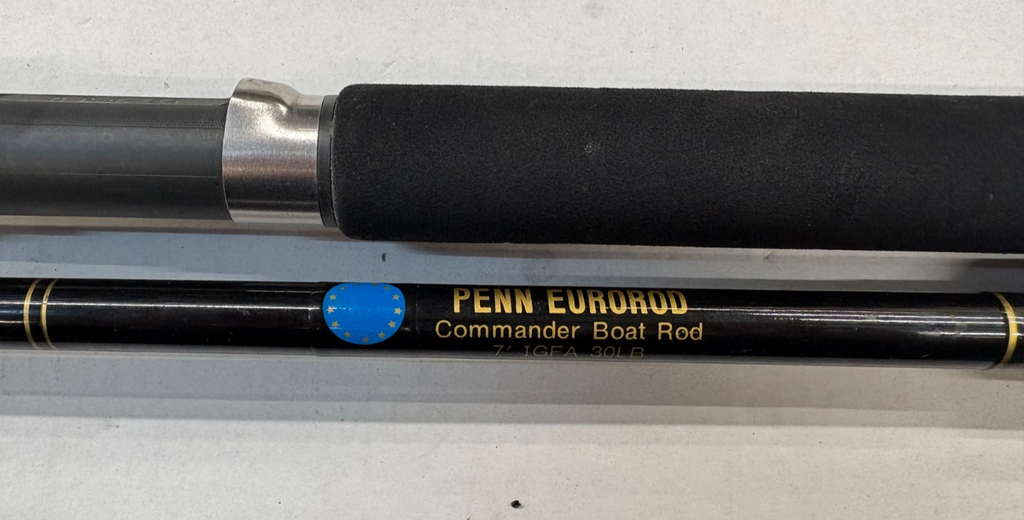 PENN EUROROD
Commander Boat Rod
7' IGFA 30LB